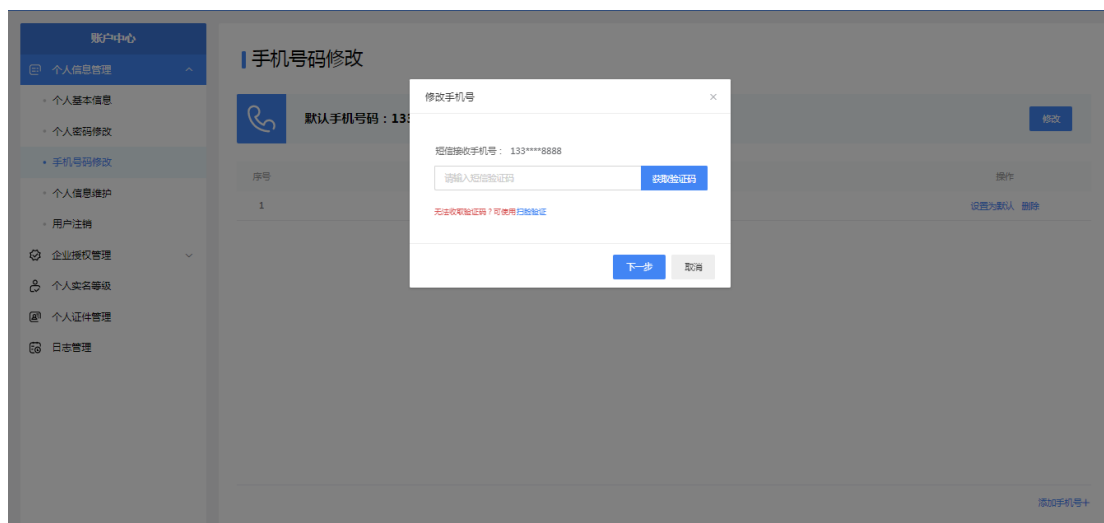 账户中心
个人信息管理
个人基本信息
个人密码修改
手机号码修改
个人信息维护
用户注销
企业授权管理
个人实名等级
个人证件管理
日志管理
手机号码修改
默认手机号码：133
修改
序号
操作
1
设置为默认 删除
添加手机号+
修改手机号
×
短信接收手机号： 133****8888
请输入短信验证码
获取验证码
无法收取验证码？可使用扫脸验证
下一步
取消